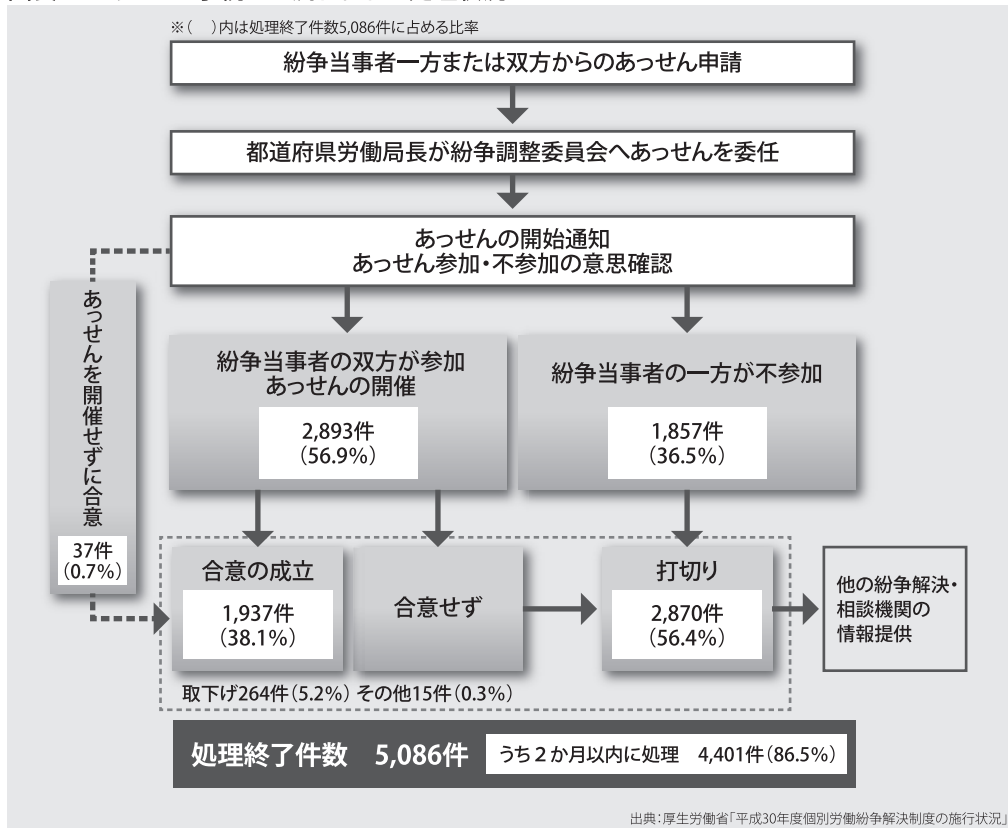 ※（　）内は処理終了件数5,086件に占める比率
紛争当事者一方または双方からのあっせん申請
都道府県労働局長が紛争調整委員会へあっせんを委任
あっせんの開始通知
あっせん参加・不参加の意思確認
あっせんを開催せずに合意
37件
（0.7%）
紛争当事者の双方が参加
あっせんの開催
2,893件
（56.9%）
紛争当事者の一方が不参加
1,857件
（36.5%）
合意の成立
1,937件
（38.1%）
合意せず
打切り
2,870件
（56.4%）
他の紛争解決・
相談機関の
情報提供
取下げ264件（5.2%） その他15件（0.3%）
処理終了件数　5,086件
うち２か月以内に処理　4,401件（86.5%）
出典：厚生労働省「平成30年度個別労働紛争解決制度の施行状況」